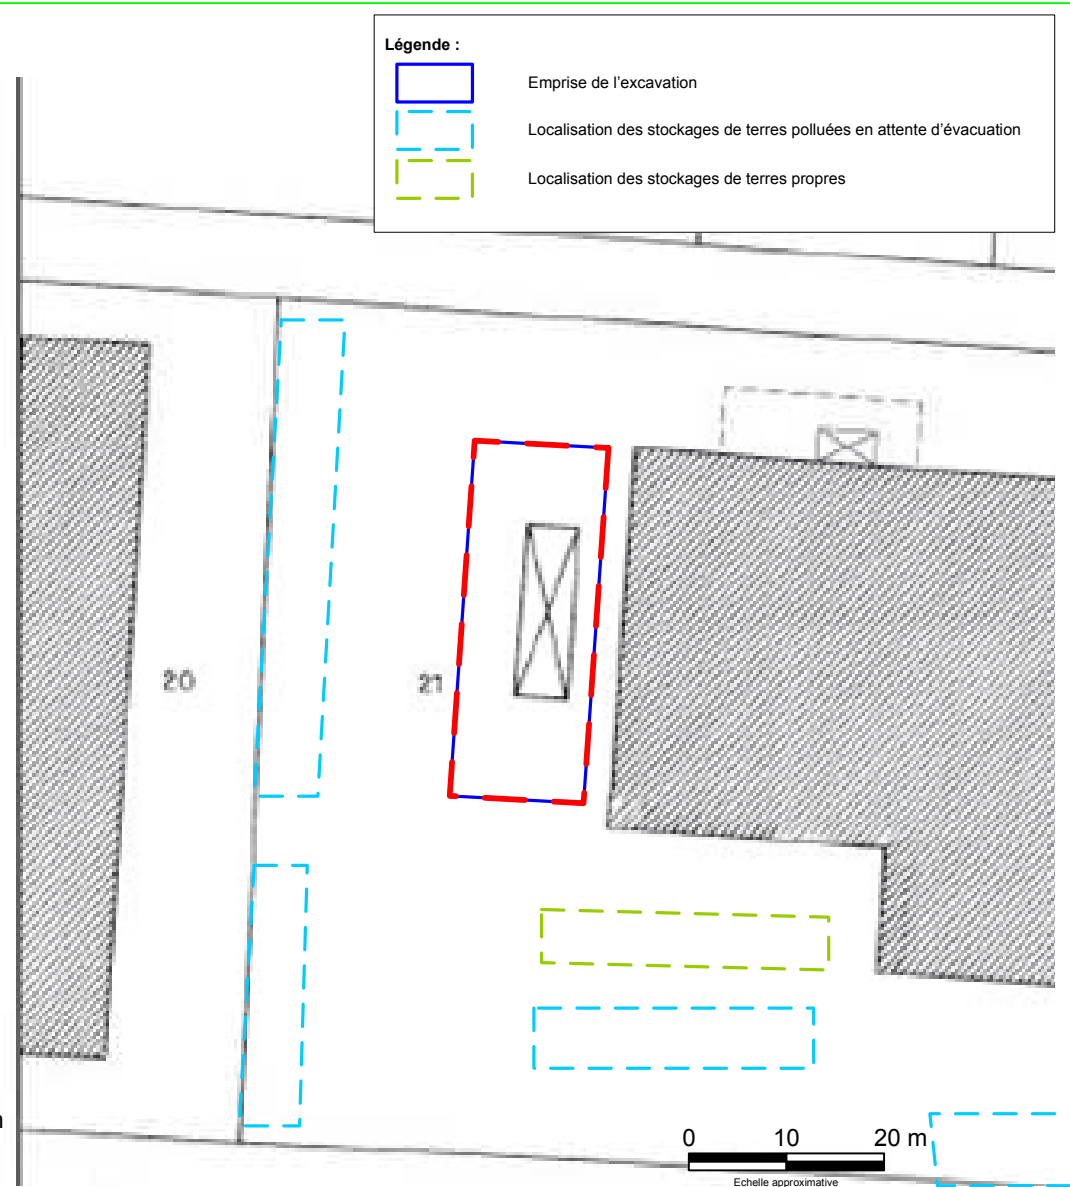 Légende :
Emprise de l’excavation
Localisation des stockages de terres polluées en attente d’évacuation
Localisation des stockages de terres propres
20
21
0 10 20 m
Echelle approximative